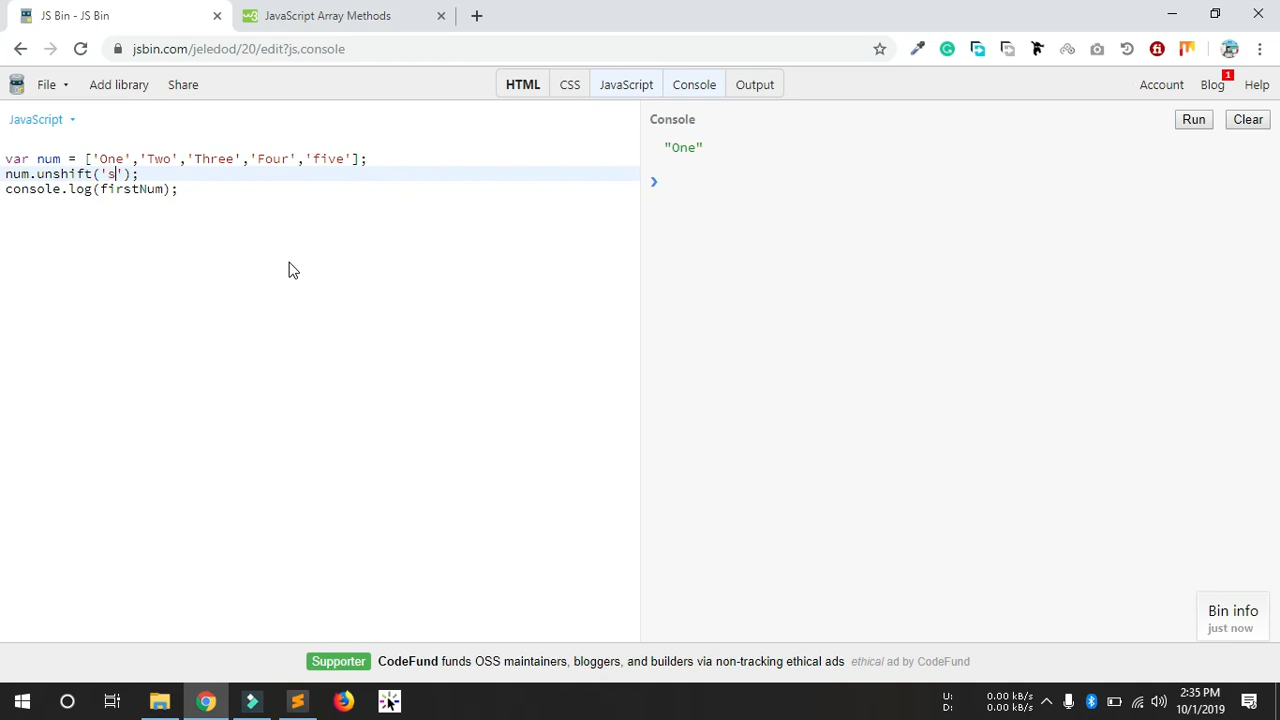 JS Bin - JS Bin
JavaScript Array Methods
jsbin.com/jeledod/20/edit?js,console
File
Add library
Share
HTML
CSS
JavaScript
Console
Output
Account
Blog
1
Help
JavaScript
Console
Run
Clear
var num = ['One','Two','Three','Four','five'];
num.unshift('s');
console.log(firstNum);
"One"
Bin info
just now
Supporter CodeFund funds OSS maintainers, bloggers, and builders via non-tracking ethical ads ethical ad by CodeFund
U: 0.00 kB/s
D: 0.00 kB/s
2:35 PM
10/1/2019